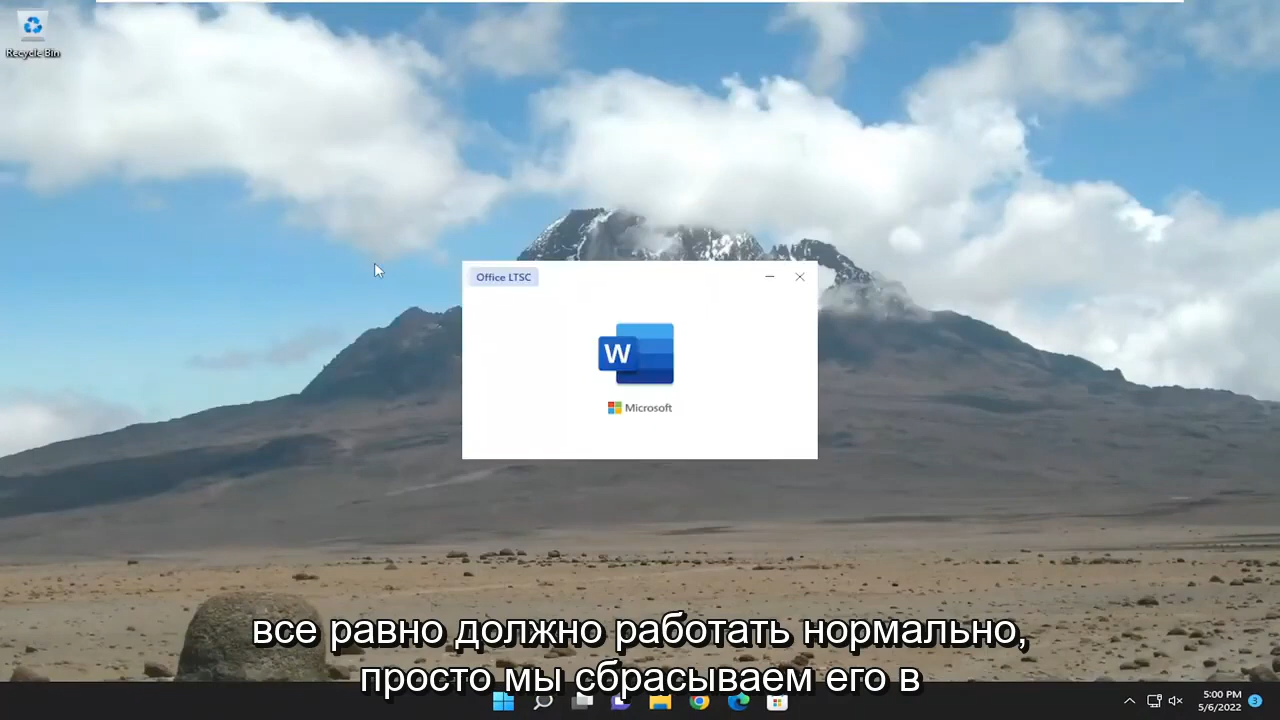 Recycle Bin
Office LTSC
W
Microsoft
все равно должно работать нормально,
просто мы сбрасываем его в
5:00 PM
5/6/2022
3